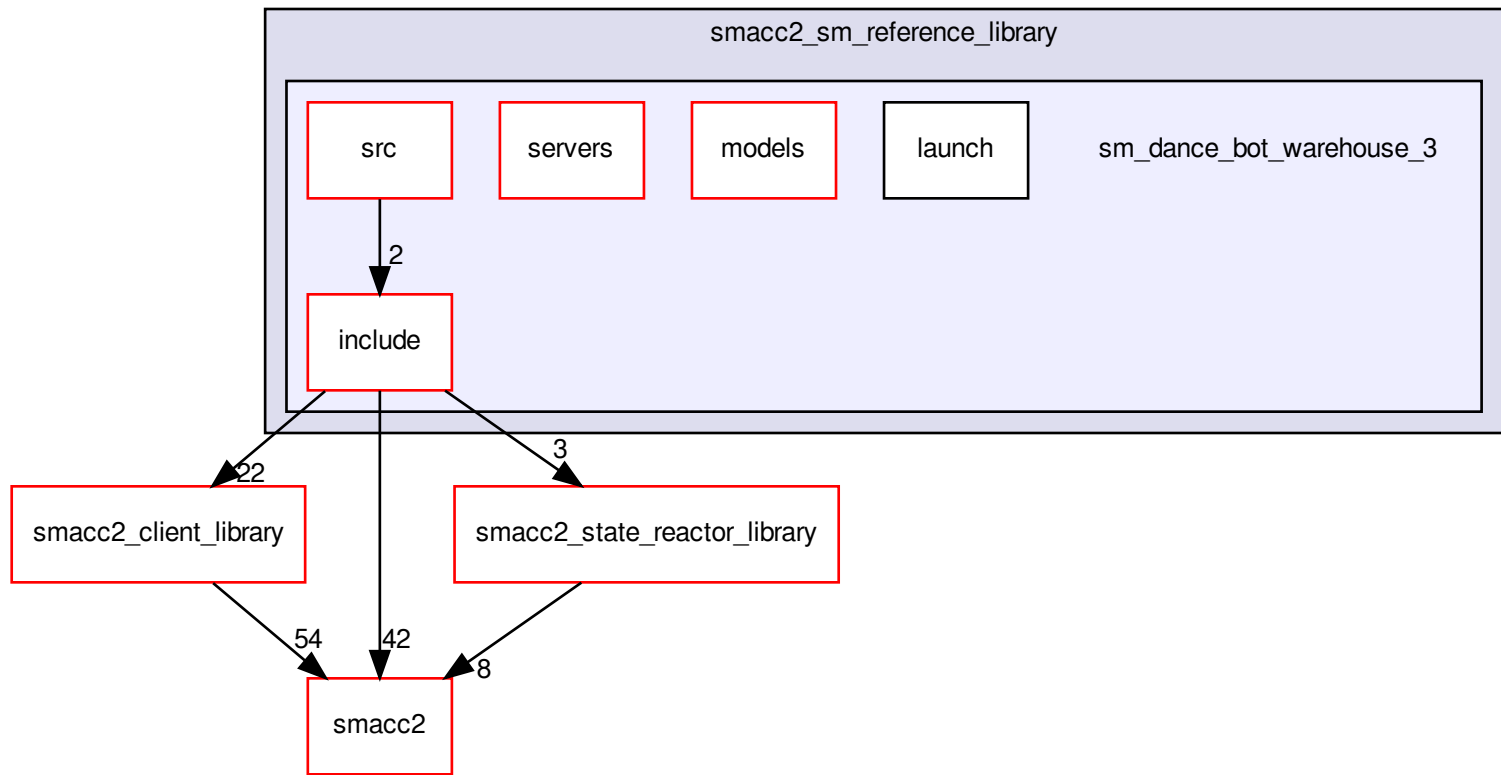 smacc2_sm_reference_library
src
servers
models
launch
sm_dance_bot_warehouse_3
2
include
22
3
smacc2_client_library
smacc2_state_reactor_library
54
42
8
smacc2